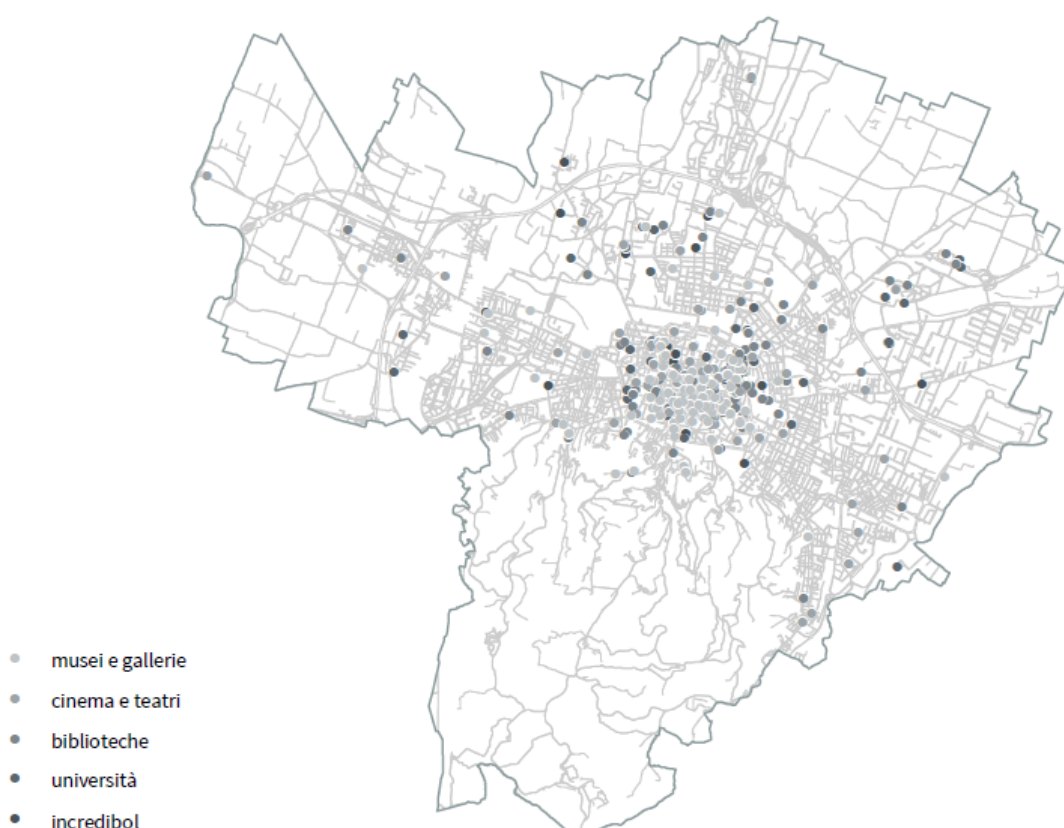 musei e gallerie
cinema e teatri
biblioteche
università
incredibol